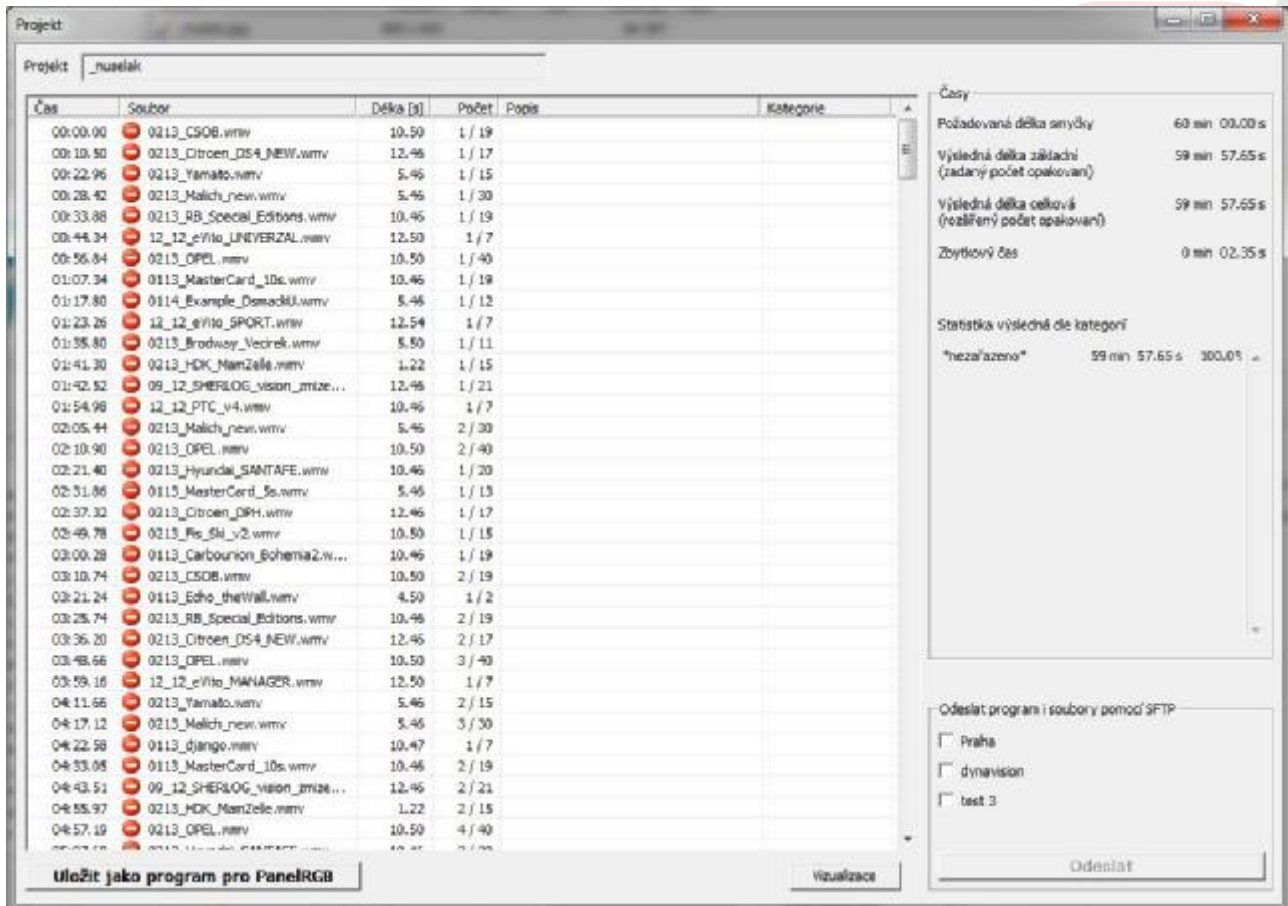 Projekt
Projekt _nuselak
Čas Soubor Délka [s] Počet Popis Kategorie
00:00.00 0213_CSOB.wmv 10.50 1 / 19
00:10.50 0213_Citroen_DS4_NEW.wmv 12.46 1 / 17
00:22.96 0213_Yamato.wmv 5.46 1 / 15
00:28.42 0213_Malich_new.wmv 5.46 1 / 30
00:33.88 0213_RB_Special_Editions.wmv 10.46 1 / 19
00:44.34 12_12_eVito_UNIVERZAL.wmv 12.50 1 / 7
00:56.84 0213_OPEL.wmv 10.50 1 / 40
01:07.34 0113_MasterCard_10s.wmv 10.46 1 / 19
01:17.80 0114_Example_DsmackU.wmv 5.46 1 / 12
01:23.26 12_12_eVito_SPORT.wmv 12.54 1 / 7
01:35.80 0213_Brodway_Vecirek.wmv 5.50 1 / 11
01:41.30 0213_HDK_MamZelle.wmv 1.22 1 / 15
01:42.52 09_12_SHERLOG_vision_zmize... 12.46 1 / 21
01:54.98 12_12_PTC_v4.wmv 10.46 1 / 7
02:05.44 0213_Malich_new.wmv 5.46 2 / 30
02:10.90 0213_OPEL.wmv 10.50 2 / 40
02:21.40 0213_Hyundai_SANTAFE.wmv 10.46 1 / 20
02:31.86 0113_MasterCard_5s.wmv 5.46 1 / 13
02:37.32 0213_Citroen_DPH.wmv 12.46 1 / 17
02:49.78 0213_Fis_Ski_v2.wmv 10.50 1 / 15
03:00.28 0113_Carbounion_Bohemia2.w... 10.46 1 / 19
03:10.74 0213_CSOB.wmv 10.50 2 / 19
03:21.24 0113_Echo_theWall.wmv 4.50 1 / 2
03:25.74 0213_RB_Special_Editions.wmv 10.46 2 / 19
03:36.20 0213_Citroen_DS4_NEW.wmv 12.46 2 / 17
03:48.66 0213_OPEL.wmv 10.50 3 / 40
03:59.16 12_12_eVito_MANAGER.wmv 12.50 1 / 7
04:11.66 0213_Yamato.wmv 5.46 2 / 15
04:17.12 0213_Malich_new.wmv 5.46 3 / 30
04:22.58 0113_django.wmv 10.47 1 / 7
04:33.05 0113_MasterCard_10s.wmv 10.46 2 / 19
04:43.51 09_12_SHERLOG_vision_zmize... 12.46 2 / 21
04:55.97 0213_HDK_MamZelle.wmv 1.22 2 / 15
04:57.19 0213_OPEL.wmv 10.50 4 / 40
Uložit jako program pro PanelRGB
Vizualizace
Časy
Požadovaná délka smyčky 60 min 00.00 s
Výsledná délka základní 59 min 57.65 s
(zadaný počet opakovaní)
Výsledná délka celková 59 min 57.65 s
(rozšířený počet opakovaní)
Zbytkový čas 0 min 02.35 s
Statistika výsledná dle kategorií
*nezařazeno* 59 min 57.65 s 100.0%
Odeslat program i soubory pomocí SFTP
Praha
dynavision
test 3
Odeslat